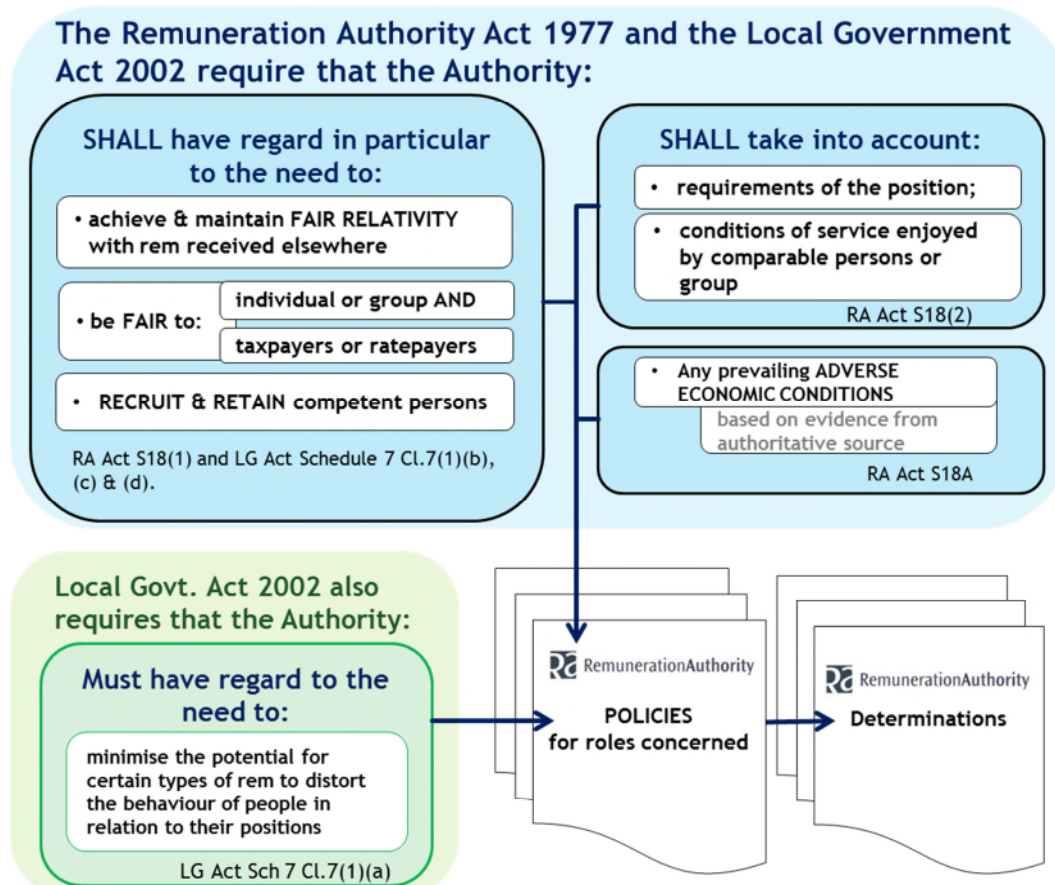 The Remuneration Authority Act 1977 and the Local Government
Act 2002 require that the Authority:
SHALL have regard in particular
to the need to:
• achieve & maintain FAIR RELATIVITY
with rem received elsewhere
• be FAIR to:
individual or group AND
taxpayers or ratepayers
• RECRUIT & RETAIN competent persons
RA Act S18(1) and LG Act Schedule 7 Cl.7(1)(b),
(c) & (d).
SHALL take into account:
• requirements of the position;
• conditions of service enjoyed
by comparable persons or
group
RA Act S18(2)
• Any prevailing ADVERSE
ECONOMIC CONDITIONS
based on evidence from
authoritative source
RA Act S18A
Local Govt. Act 2002 also
requires that the Authority:
Must have regard to the
need to:
minimise the potential for
certain types of rem to distort
the behaviour of people in
relation to their positions
LG Act Sch 7 Cl.7(1)(a)
Ra RemunerationAuthority
POLICIES
for roles concerned
Ra RemunerationAuthority
Determinations